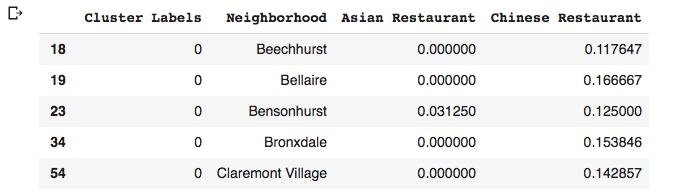 Cluster Labels Neighborhood Asian Restaurant Chinese Restaurant
18 0 Beechhurst 0.000000 0.117647
19 0 Bellaire 0.000000 0.166667
23 0 Bensonhurst 0.031250 0.125000
34 0 Bronxdale 0.000000 0.153846
54 0 Claremont Village 0.000000 0.142857